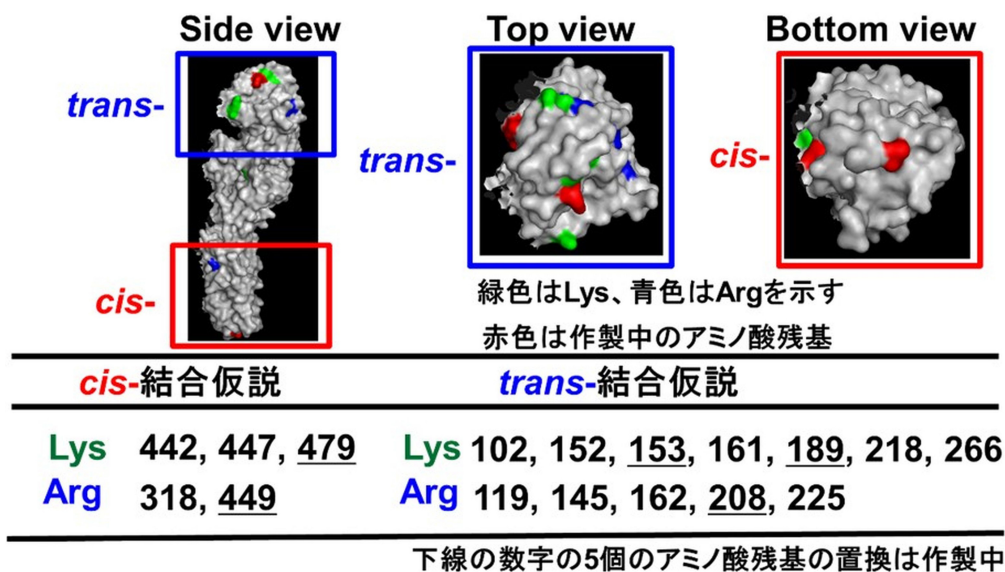 Side view
Top view
Bottom view
trans-
trans-
cis-
cis-
緑色はLys、青色はArgを示す
赤色は作製中のアミノ酸残基
cis-結合仮説
trans-結合仮説
Lys 442, 447, 479
Lys 102, 152, 153, 161, 189, 218, 266
Arg 318, 449
Arg 119, 145, 162, 208, 225
下線の数字の5個のアミノ酸残基の置換は作製中